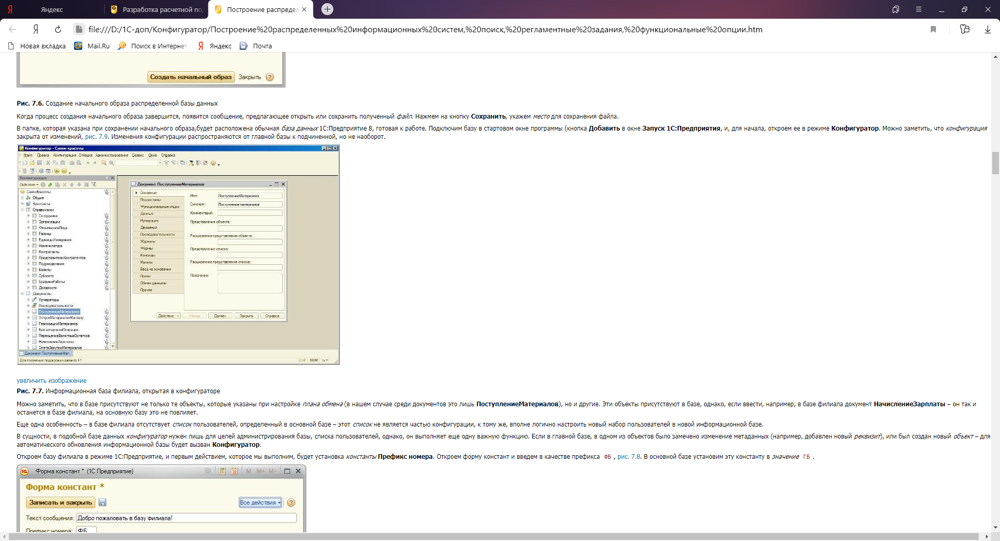 Яндекс
Разработка расчетной по
Построение распредел
file:///D:/1С-доп/Конфигуратор/Построение%20распределенных%20информационных%20систем,%20поиск,%20регламентные%20задания,%20функциональные%20опции.htm
Новая вкладка
Mail.Ru
Поиск в Интернет
Яндекс
Почта
Создать начальный образ
Закрыть
Рис. 7.6. Создание начального образа распределенной базы данных
Когда процесс создания начального образа завершится, появится сообщение, предлагающее открыть или сохранить полученный файл. Нажмем на кнопку Сохранить, укажем место для сохранения файла.
В папке, которая указана при сохранении начального образа,будет расположена обычная база данных 1С:Предприятие 8, готовая к работе. Подключим базу в стартовом окне программы (кнопка Добавить в окне Запуск 1С:Предприятия, и, для начала, откроем ее в режиме Конфигуратор. Можно заметить, что конфигурация
закрыта от изменений, рис. 7.9. Изменения конфигурации распространяются от главной базы к подчиненной, но не наоборот.
Конфигуратор - Салон красоты
Файл Правка Конфигурация Отладка Администрирование Сервис Окна Справка
Конфигурация
Действия
СалонКрасоты
Общие
Константы
Справочники
Сотрудники
Организации
ФизическиеЛица
Районы
ЕдиницыИзмерения
Номенклатура
Контрагенты
ПредставителиКонтрагентов
Подразделения
Валюты
Субконто
ГрафикиРаботы
Должности
Документы
Нумераторы
Последовательности
ПоступлениеМатериалов
ОтпускМатериаловМастеру
РеализацияМатериалов
БухгалтерскаяОперация
ПереоценкаВалютныхОстатков
НачислениеЗарплаты
СметаЗакупкиМатериалов
Документ ПоступлениеМатериалов
Основные
Подсистемы
Функциональные опции
Данные
Нумерация
Движения
Последовательности
Журналы
Формы
Команды
Макеты
Ввод на основании
Права
Обмен данными
Прочее
Имя: ПоступлениеМатериалов
Синоним: Поступление материалов
Комментарий:
Представление объекта:
Расширенное представление объекта:
Представление списка:
Расширенное представление списка:
Пояснение:
Действия <Назад Далее> Закрыть Справка
Документ ПоступлениеМат...
Для получения подсказки нажмите F1
CAP NUM ru
увеличить изображение
Рис. 7.7. Информационная база филиала, открытая в конфигураторе
Можно заметить, что в базе присутствуют не только те объекты, которые указаны при настройке плана обмена (в нашем случае среди документов это лишь ПоступлениеМатериалов), но и другие. Эти объекты присутствуют в базе, однако, если ввести, например, в базе филиала документ НачислениеЗарплаты – он так и
останется в базе филиала, на основную базу это не повлияет.
Еще одна особенность – в базе филиала отсутствует список пользователей, определенный в основной базе – этот список не является частью конфигурации, к тому же, вполне логично настроить новый набор пользователей в новой информационной базе.
В сущности, в подобной базе данных конфигуратор нужен лишь для целей администрирования базы, списка пользователей, однако, он выполняет еще одну важную функцию. Если в главной базе, в одном из объектов было замечено изменение метаданных (например, добавлен новый реквизит), или был создан новый объект – для
автоматического обновления информационной базы будет вызван Конфигуратор.
Откроем базу филиала в режиме 1С:Предприятие, и первым действием, которое мы выполним, будет установка константы Префикс номера. Откроем форму констант и введем в качестве префикса ФБ , рис. 7.8. В основной базе установим эту константу в значение ГБ .
Форма констант * (1С:Предприятие)
M M+ M-
Форма констант *
Записать и закрыть
Все действия
Текст сообщения: Добро пожаловать в базу филиала!
Префикс номера: ФБ